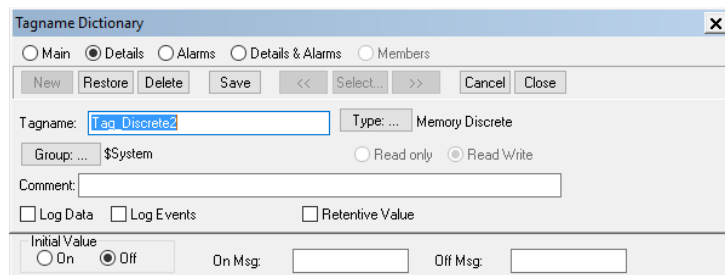 Tagname Dictionary
Main Details Alarms Details & Alarms Members
New Restore Delete Save << Select... >> Cancel Close
Tagname: Tag_Discrete2 Type: ... Memory Discrete
Group: ... $System Read only Read Write
Comment:
Log Data Log Events Retentive Value
Initial Value
On Off On Msg: Off Msg: